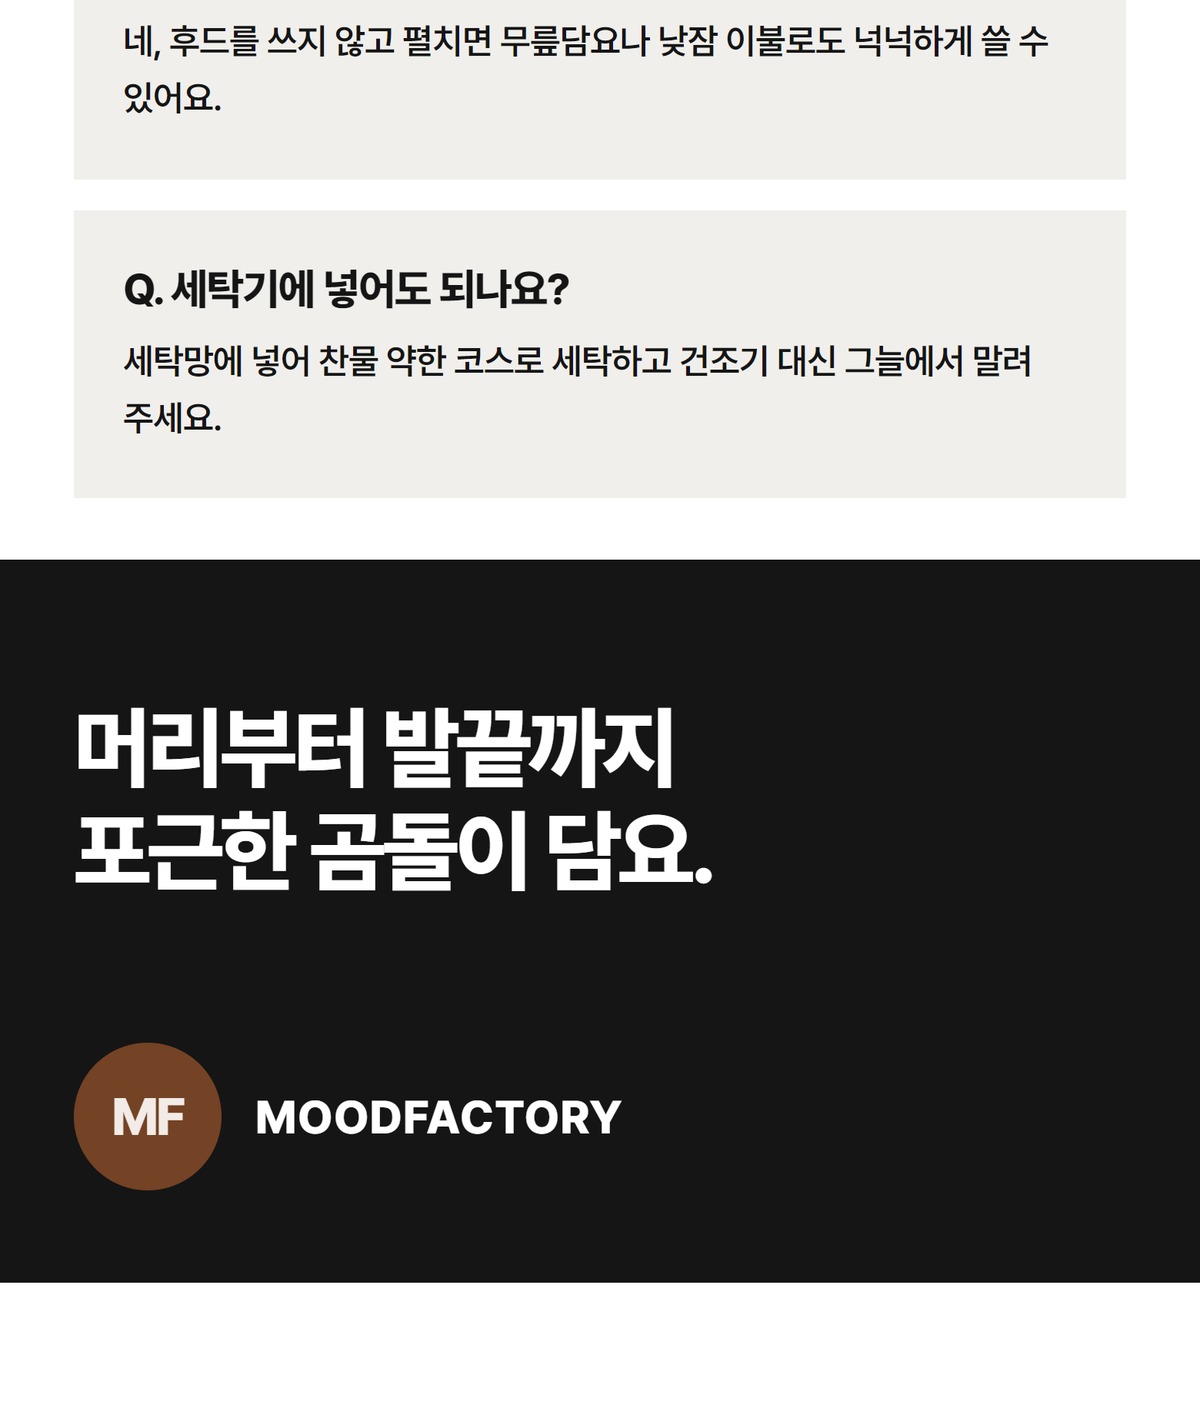 네, 후드를 쓰지 않고 펼치면 무릎담요나 낮잠 이불로도 넉넉하게 쓸 수
있어요.
Q. 세탁기에 넣어도 되나요?
세탁망에 넣어 찬물 약한 코스로 세탁하고 건조기 대신 그늘에서 말려
주세요.
머리부터 발끝까지
포근한 곰돌이 담요.
MF
MOODFACTORY